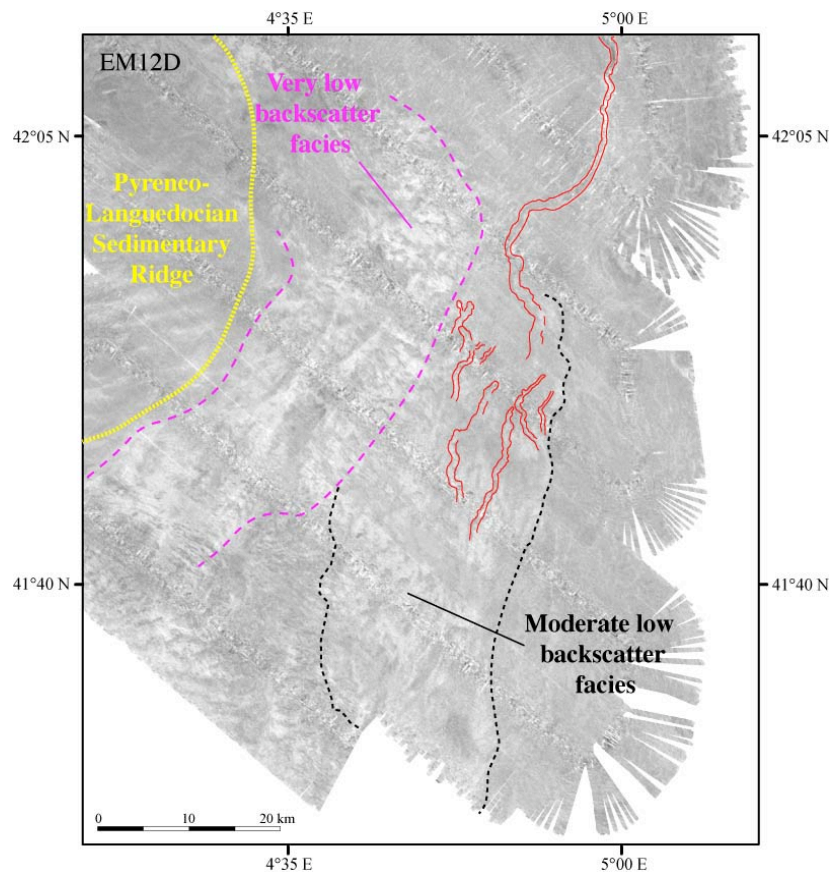 4°35 E
5°00 E
EM12D
Very low
backscatter
facies
42°05 N
42°05 N
Pyreneo-
Languedocian
Sedimentary
Ridge
41°40 N
41°40 N
Moderate low
backscatter
facies
0 10 20 km
4°35 E
5°00 E